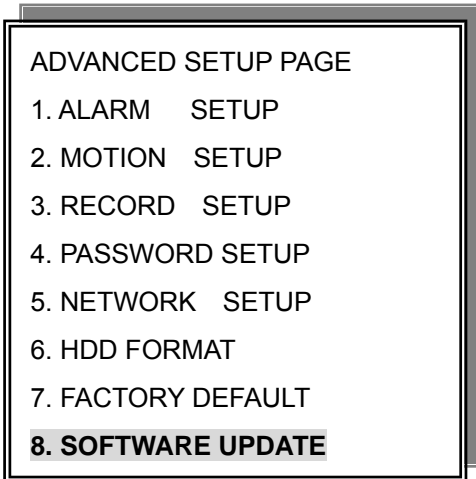 ADVANCED SETUP PAGE
1. ALARM SETUP
2. MOTION SETUP
3. RECORD SETUP
4. PASSWORD SETUP
5. NETWORK SETUP
6. HDD FORMAT
7. FACTORY DEFAULT
8. SOFTWARE UPDATE